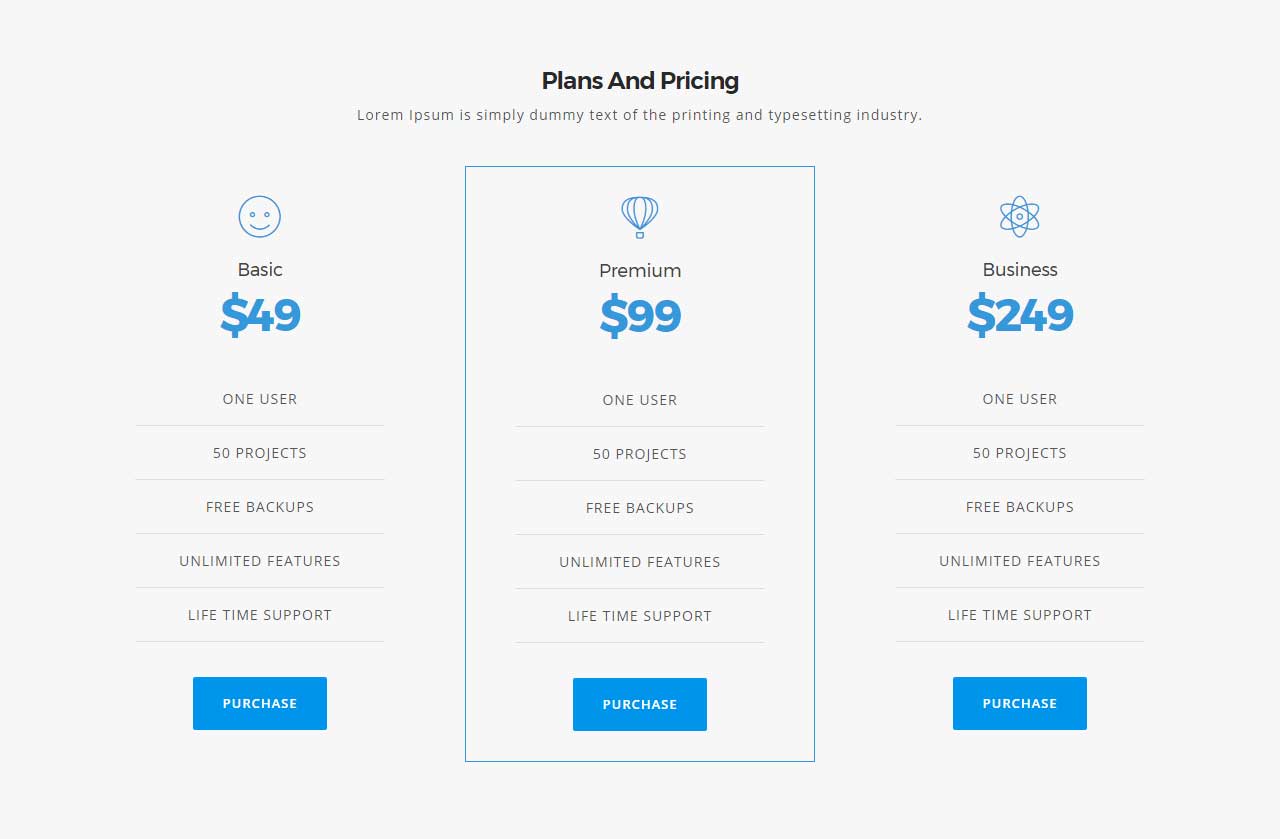 Plans And Pricing
Lorem Ipsum is simply dummy text of the printing and typesetting industry.
Basic
$49
ONE USER
50 PROJECTS
FREE BACKUPS
UNLIMITED FEATURES
LIFE TIME SUPPORT
PURCHASE
Premium
$99
ONE USER
50 PROJECTS
FREE BACKUPS
UNLIMITED FEATURES
LIFE TIME SUPPORT
PURCHASE
Business
$249
ONE USER
50 PROJECTS
FREE BACKUPS
UNLIMITED FEATURES
LIFE TIME SUPPORT
PURCHASE